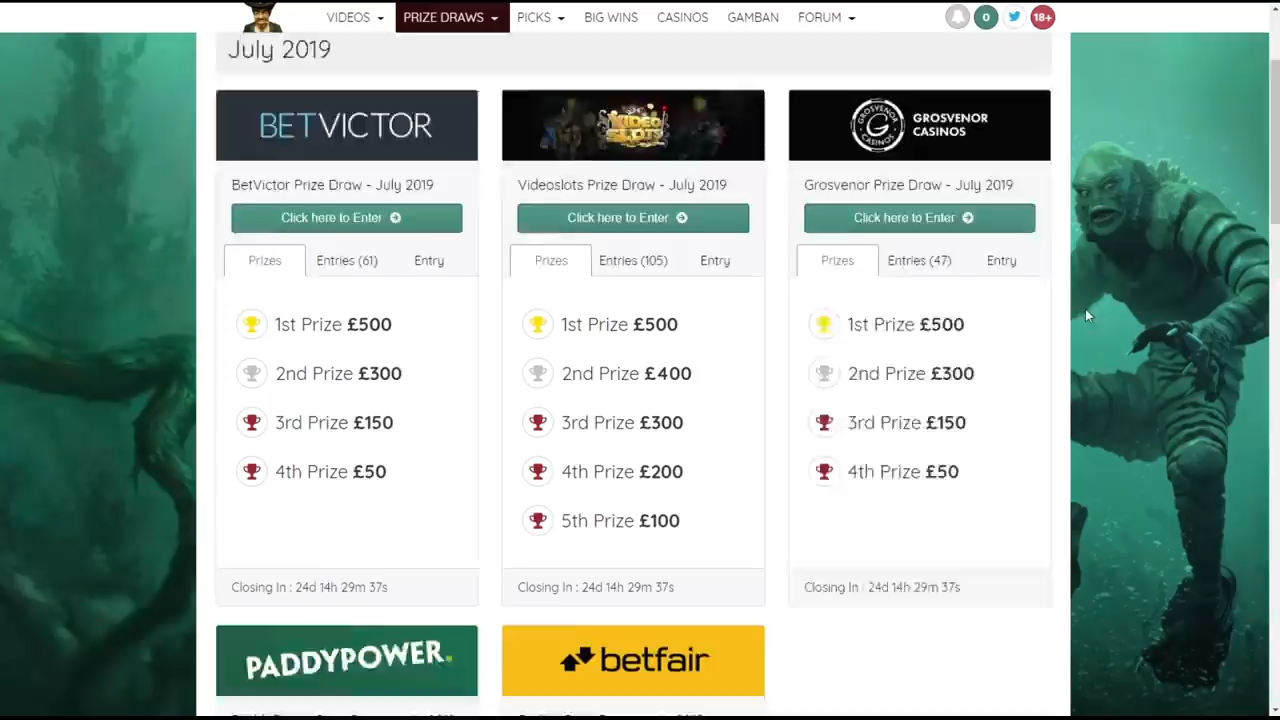 VIDEOS
PRIZE DRAWS
PICKS
BIG WINS
CASINOS
GAMBAN
FORUM
0
18+
July 2019
BETVICTOR
BetVictor Prize Draw - July 2019
Click here to Enter
Prizes
Entries (61)
Entry
1st Prize £500
2nd Prize £300
3rd Prize £150
4th Prize £50
Closing In : 24d 14h 29m 37s
VIDEO
SLOTS
Videoslots Prize Draw - July 2019
Click here to Enter
Prizes
Entries (105)
Entry
1st Prize £500
2nd Prize £400
3rd Prize £300
4th Prize £200
5th Prize £100
Closing In : 24d 14h 29m 37s
GROSVENOR
CASINOS
G
GROSVENOR
CASINOS
Grosvenor Prize Draw - July 2019
Click here to Enter
Prizes
Entries (47)
Entry
1st Prize £500
2nd Prize £300
3rd Prize £150
4th Prize £50
Closing In : 24d 14h 29m 37s
PADDYPOWER.
betfair